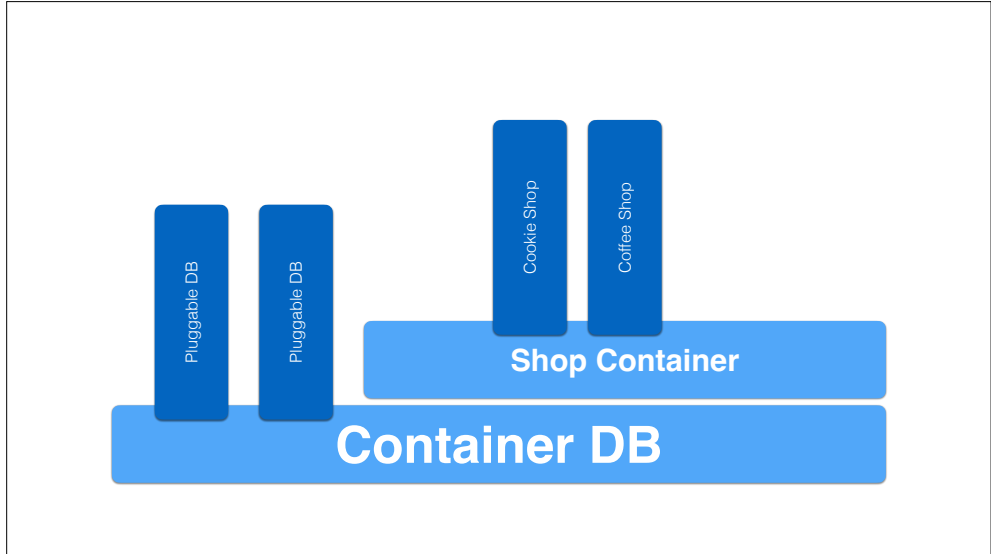 Cookie Shop
Coffee Shop
Pluggable DB
Pluggable DB
Shop Container
Container DB